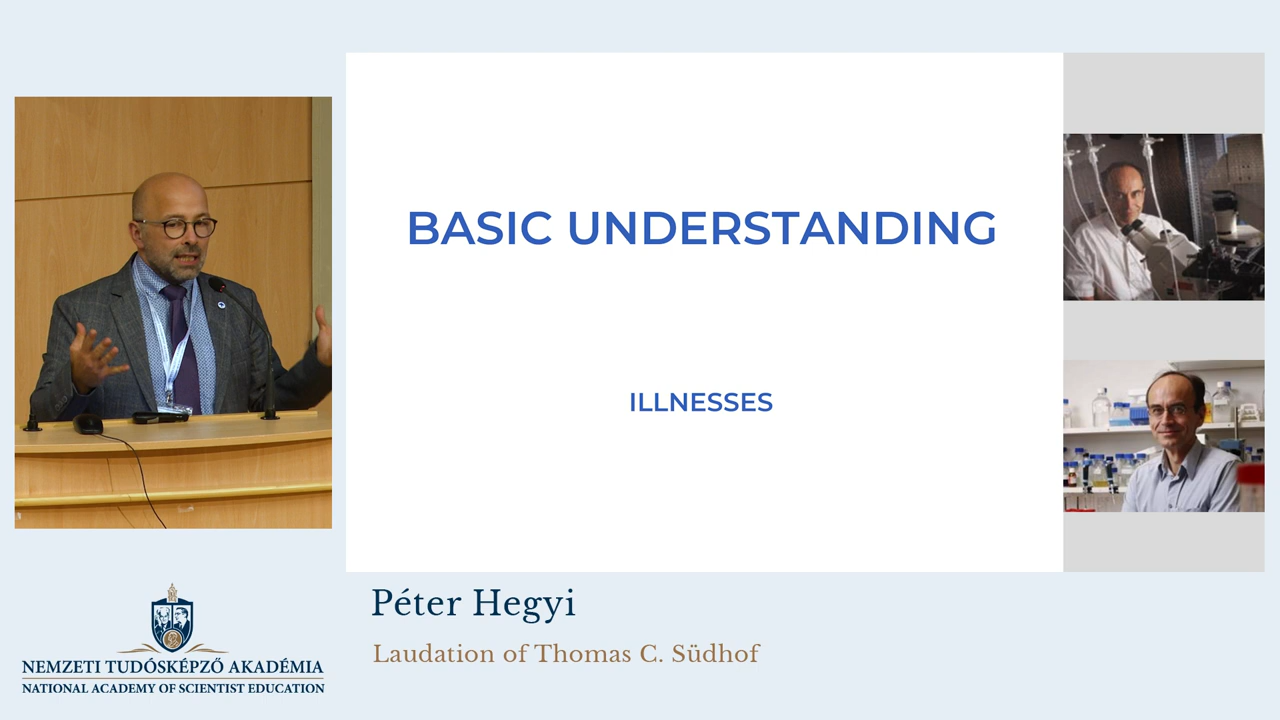 BASIC UNDERSTANDING
ILLNESSES
Péter Hegyi
Laudation of Thomas C. Südhof
NEMZETI TUDÓSKÉPZŐ AKADÉMIA
NATIONAL ACADEMY OF SCIENTIST EDUCATION